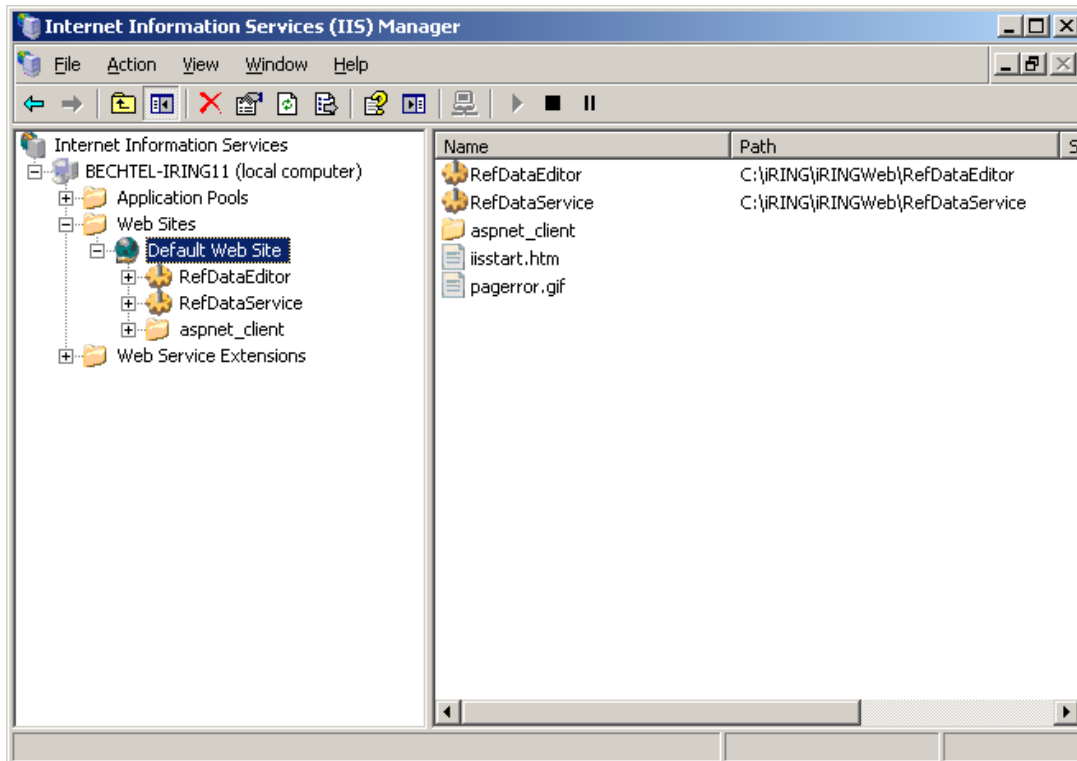 Internet Information Services (IIS) Manager
File Action View Window Help
Internet Information Services
BECHTEL-IRING11 (local computer)
Application Pools
Web Sites
Default Web Site
RefDataEditor
RefDataService
aspnet_client
Web Service Extensions
Name Path S
RefDataEditor C:\iRING\iRINGWeb\RefDataEditor
RefDataService C:\iRING\iRINGWeb\RefDataService
aspnet_client
iisstart.htm
pagerror.gif